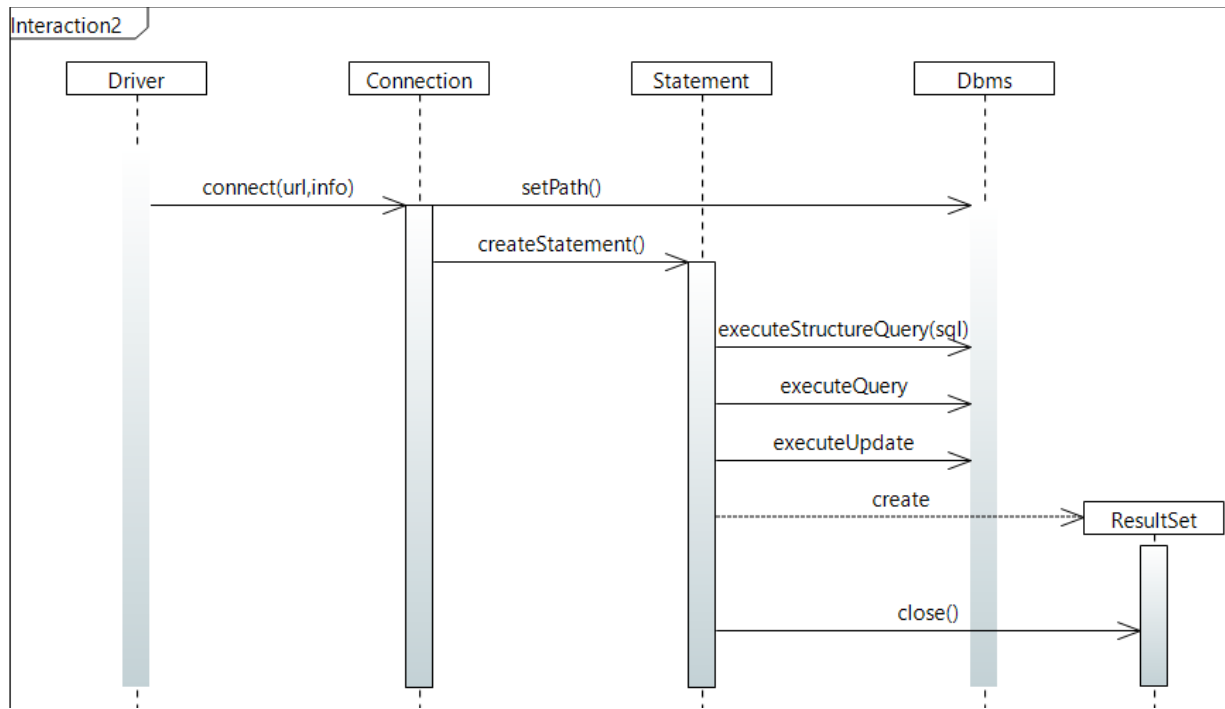 Interaction2
Driver
Connection
Statement
Dbms
connect(url,info)
setPath()
createStatement()
executeStructureQuery(sql)
executeQuery
executeUpdate
create
ResultSet
close()